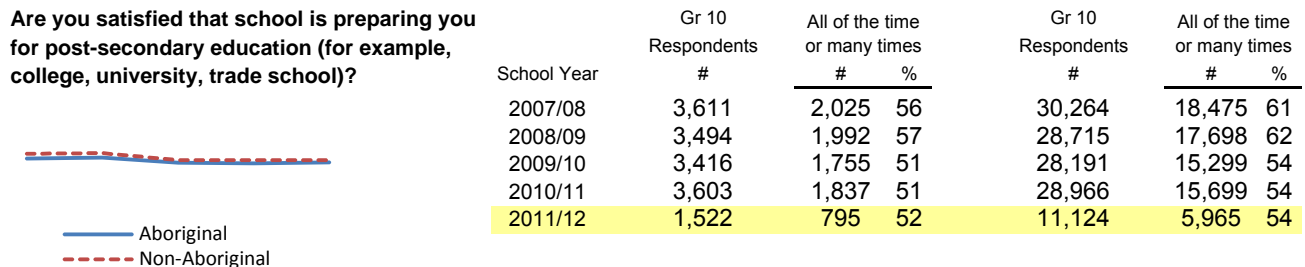 Are you satisfied that school is preparing you
for post-secondary education (for example,
college, university, trade school)?
Aboriginal
Non-Aboriginal
Gr 10 All of the time Gr 10 All of the time
Respondents or many times Respondents or many times
School Year # # % # # %
2007/08 3,611 2,025 56 30,264 18,475 61
2008/09 3,494 1,992 57 28,715 17,698 62
2009/10 3,416 1,755 51 28,191 15,299 54
2010/11 3,603 1,837 51 28,966 15,699 54
2011/12 1,522 795 52 11,124 5,965 54